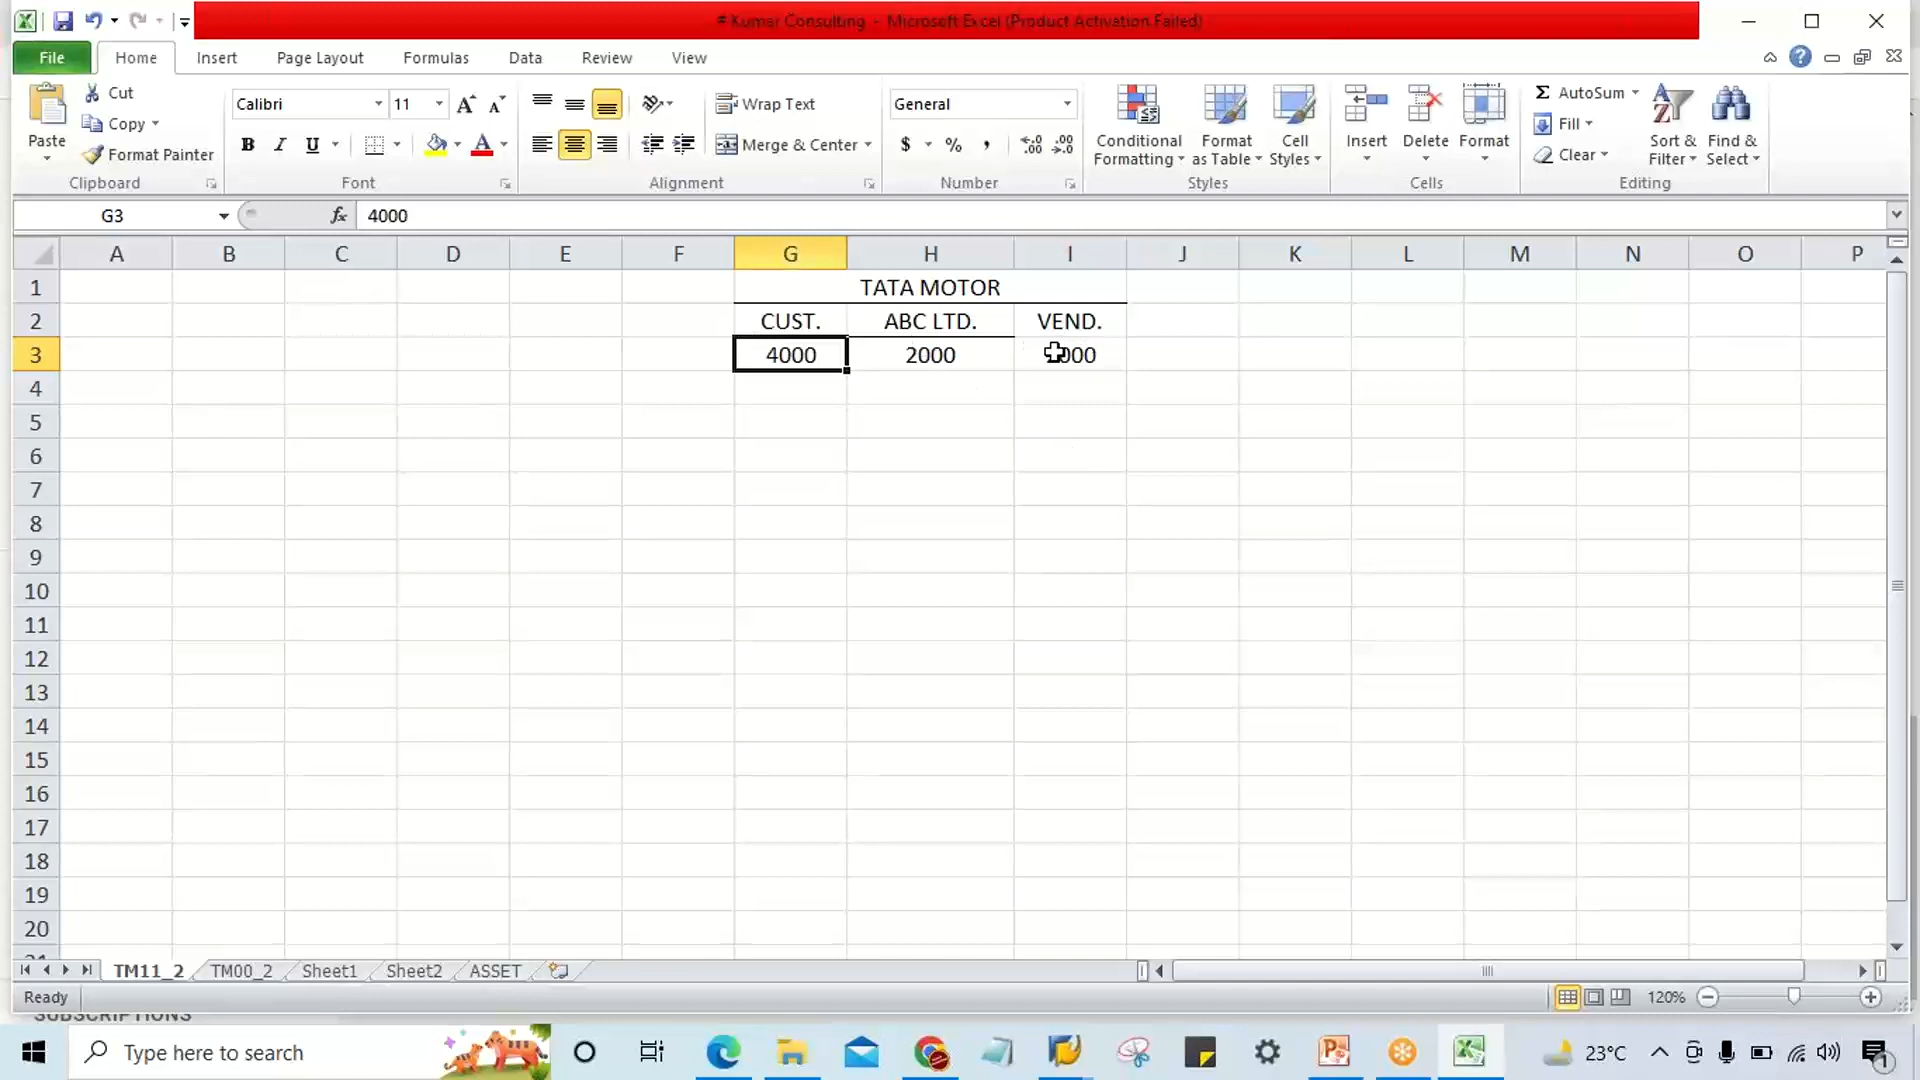 # Kumar Consulting - Microsoft Excel (Product Activation Failed)
File Home Insert Page Layout Formulas Data Review View
Paste
Cut
Copy
Format Painter
Clipboard
Calibri 11
B I U
Font
Wrap Text
Merge & Center
Alignment
General
$ % ,
Number
Conditional Formatting
Format as Table
Cell Styles
Styles
Insert Delete Format
Cells
AutoSum
Fill
Clear
Sort & Filter
Find & Select
Editing
G3 fx 4000
A B C D E F G H I J K L M N O P
1 TATA MOTOR
2 CUST. ABC LTD. VEND.
3 4000 2000
4
5
6
7
8
9
10
11
12
13
14
15
16
17
18
19
20
TM11_2 TM00_2 Sheet1 Sheet2 ASSET
Ready 120%
SUBSCRIPTIONS
Type here to search 23°C 1